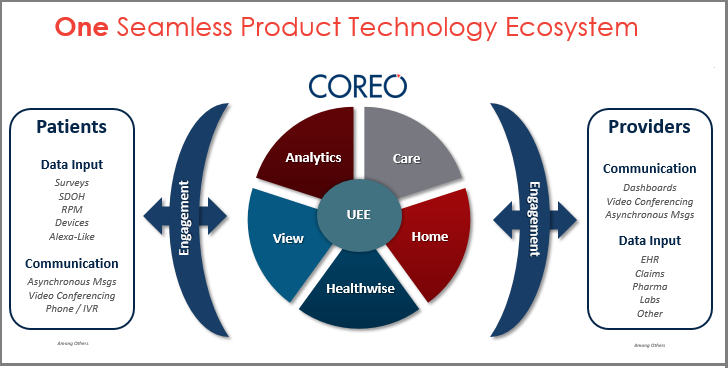 One Seamless Product Technology Ecosystem
COREO
Patients
Data Input
Surveys
SDOH
RPM
Devices
Alexa-Like
Communication
Asynchronous Msgs
Video Conferencing
Phone / IVR
Among Others
Engagement
Analytics
Care
UEE
View
Home
Healthwise
Engagement
Providers
Communication
Dashboards
Video Conferencing
Asynchronous Msgs
Data Input
EHR
Claims
Pharma
Labs
Other
Among Others